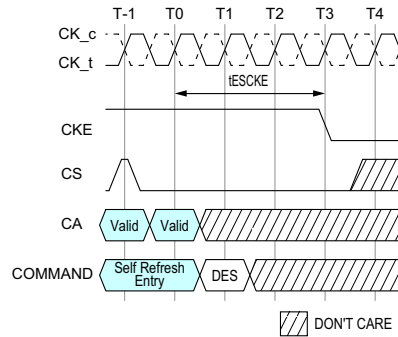 T-1 T0 T1 T2 T3 T4
CK_c
CK_t
tESCKE
CKE
CS
CA Valid Valid
COMMAND Self Refresh Entry DES
DON'T CARE